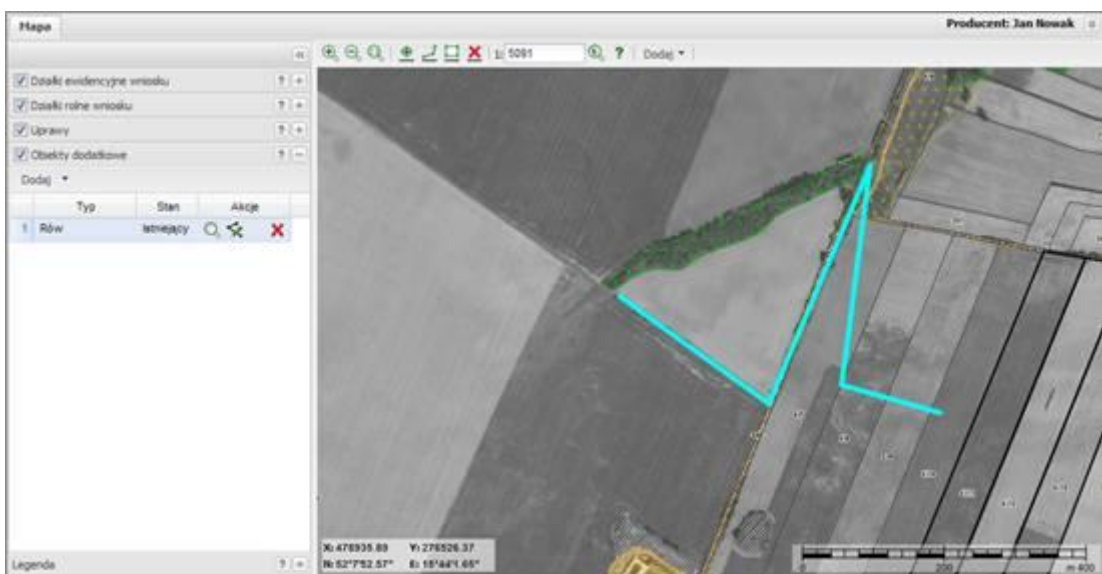 Mapa
Producent: Jan Nowak
1: 5091 ? Dodaj
Działki ewidencyjne wniosku ?
Działki rolne wniosku ?
Uprawy ?
Obiekty dodatkowe ?
Dodaj
Typ Stan Akcje
1 Rów Istniejący
X: 478935.89 Y: 276526.37
N: 52°7'52.57" E: 15°44'1.65"
0 200 m 400
Legenda ?